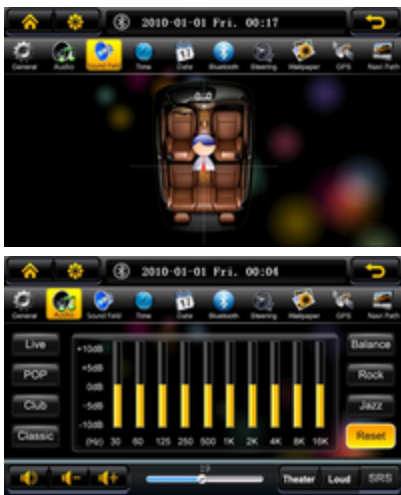 2010-01-01 Fri. 00:17
General Audio Sound Field Time Date Bluetooth Steering Wallpaper GPS Navi Path
0:0
2010-01-01 Fri. 00:04
General Sound Field Time Date Bluetooth Steering Wallpaper GPS Navi Path
Live Balance
+10dB
POP +5dB Rock
0dB
Club -5dB Jazz
-10dB
Classic (Hz) 30 60 125 250 500 1K 2K 4K 8K 16K Reset
19
Theater Loud SRS